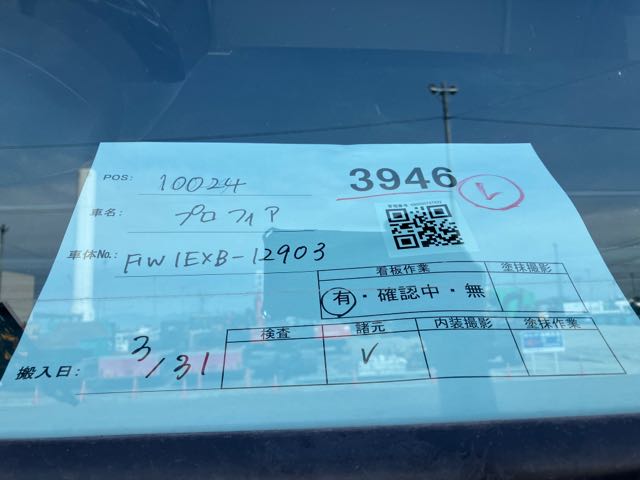 POS: 10024 3946 レ
車名: プロフィア
車体No.: FW1EXB-12903
看板作業 塗抹撮影
有・確認中・無
検査 諸元 内装撮影 塗抹作業
搬入日: 3/31 レ